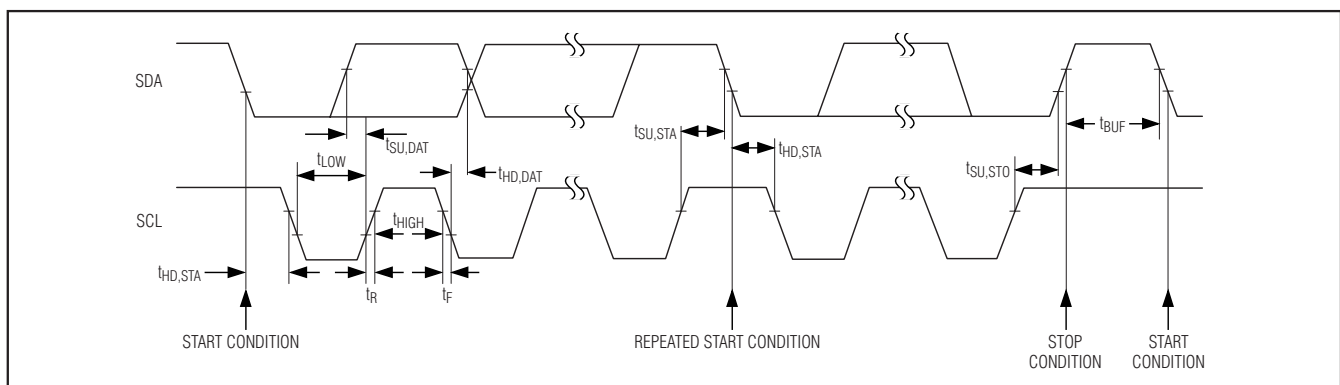 SDA
tSU,DAT
tLOW
tHD,DAT
tSU,STA
tHD,STA
tBUF
tSU,STO
SCL
tHIGH
tHD,STA
tR
tF
START CONDITION
REPEATED START CONDITION
STOP
CONDITION
START
CONDITION